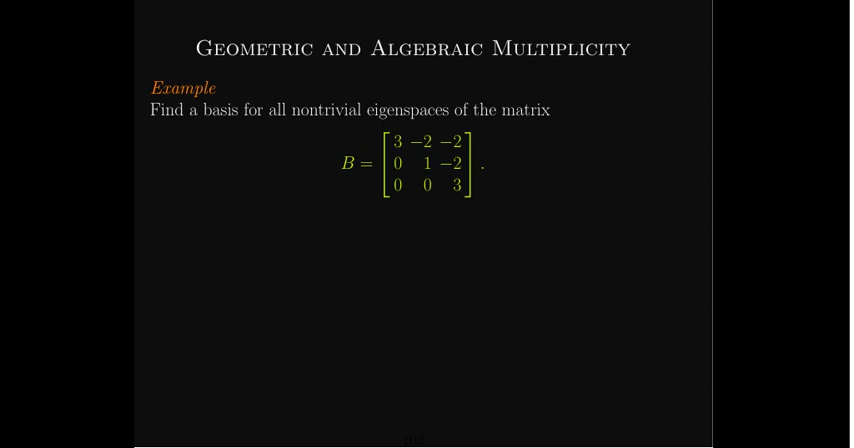 Geometric and Algebraic Multiplicity
Example
Find a basis for all nontrivial eigenspaces of the matrix
B = [3 −2 −2
0 1 −2
0 0 3].